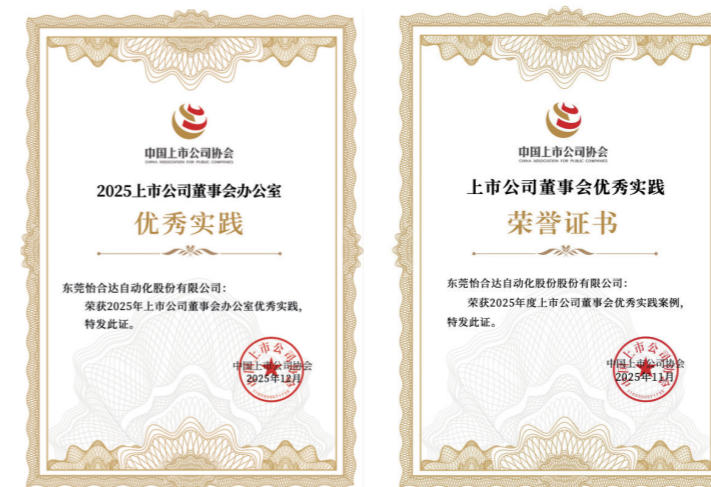 中国上市公司协会
CHINA ASSOCIATION FOR PUBLIC COMPANIES
2025上市公司董事会办公室
优秀实践
东莞怡合达自动化股份有限公司：
荣获2025年上市公司董事会办公室优秀实践，
特发此证。
中国上市公司协会
2025年12月
中国上市公司协会
CHINA ASSOCIATION FOR PUBLIC COMPANIES
上市公司董事会优秀实践
荣誉证书
东莞怡合达自动化股份股份有限公司：
荣获2025年度上市公司董事会优秀实践案例，
特发此证。
中国上市公司协会
2025年11月